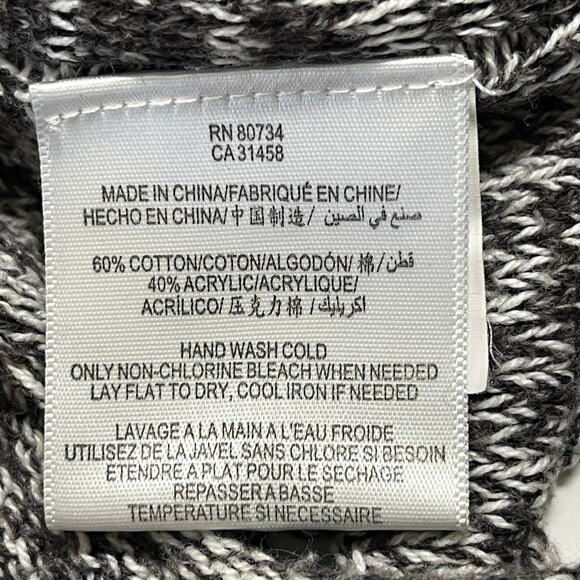 RN 80734
CA 31458
MADE IN CHINA/FABRIQUÉ EN CHINE/
HECHO EN CHINA/中国制造/ صنع في الصين
60% COTTON/COTON/ALGODÓN/ 棉/قطن
40% ACRYLIC/ACRYLIQUE/
ACRÍLICO/ 压克力棉 /اكريليك
HAND WASH COLD
ONLY NON-CHLORINE BLEACH WHEN NEEDED
LAY FLAT TO DRY, COOL IRON IF NEEDED
LAVAGE A LA MAIN A L'EAU FROIDE
UTILISEZ DE LA JAVEL SANS CHLORE SI BESOIN
ETENDRE A PLAT POUR LE SECHAGE
REPASSER A BASSE
TEMPERATURE SI NECESSAIRE